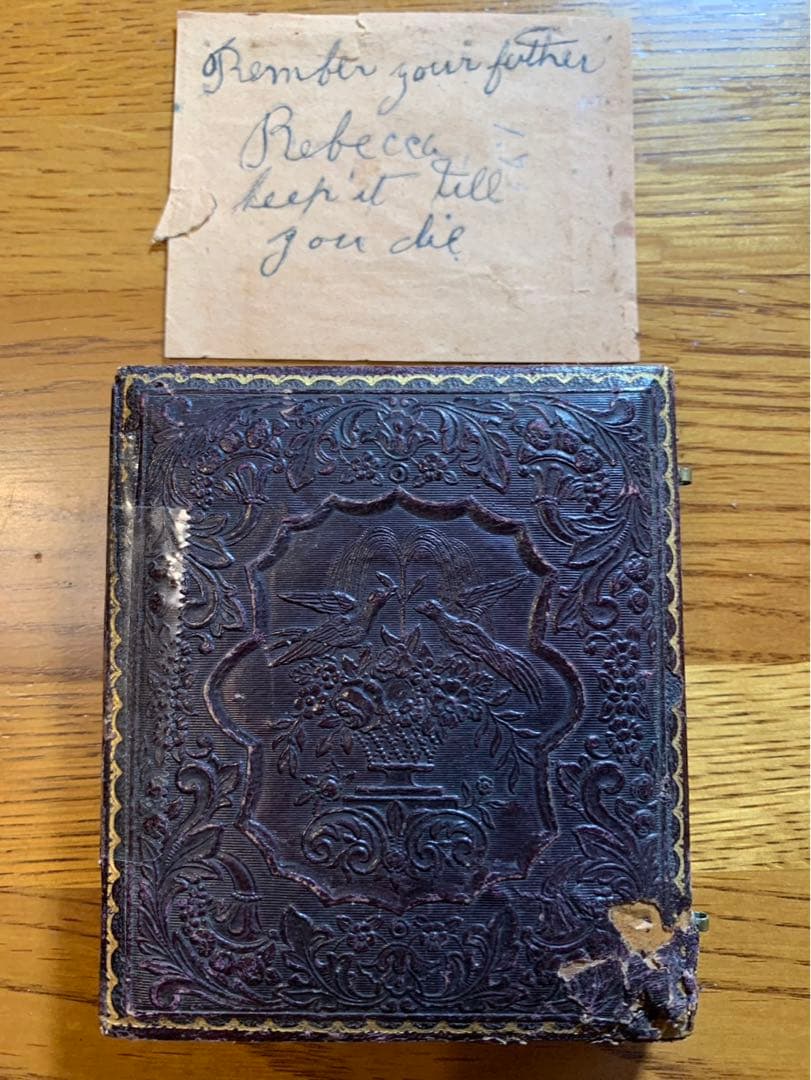 Rember your father
Rebecca
keep it till
you die